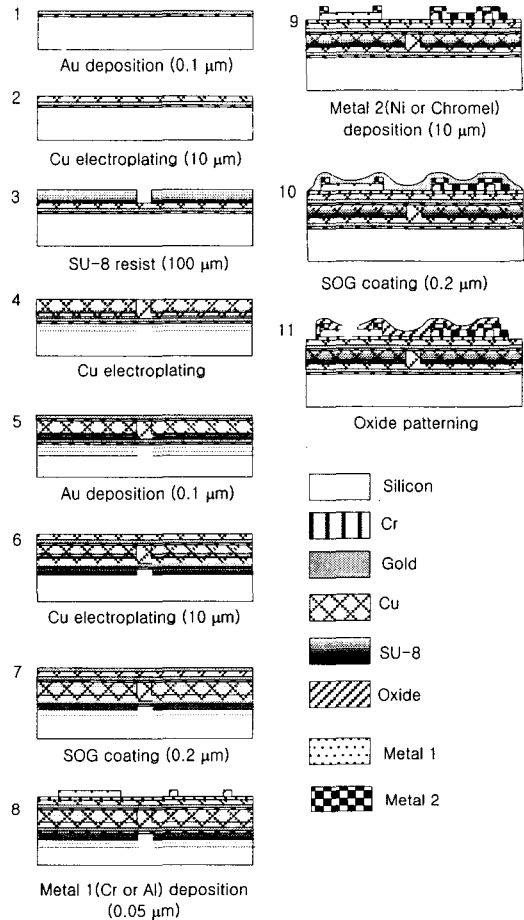 1
Au deposition (0.1 μm)
2
Cu electroplating (10 μm)
3
SU-8 resist (100 μm)
4
Cu electroplating
5
Au deposition (0.1 μm)
6
Cu electroplating (10 μm)
7
SOG coating (0.2 μm)
8
Metal 1(Cr or Al) deposition
(0.05 μm)
9
Metal 2(Ni or Chromel)
deposition (10 μm)
10
SOG coating (0.2 μm)
11
Oxide patterning
Silicon
Cr
Gold
Cu
SU-8
Oxide
Metal 1
Metal 2